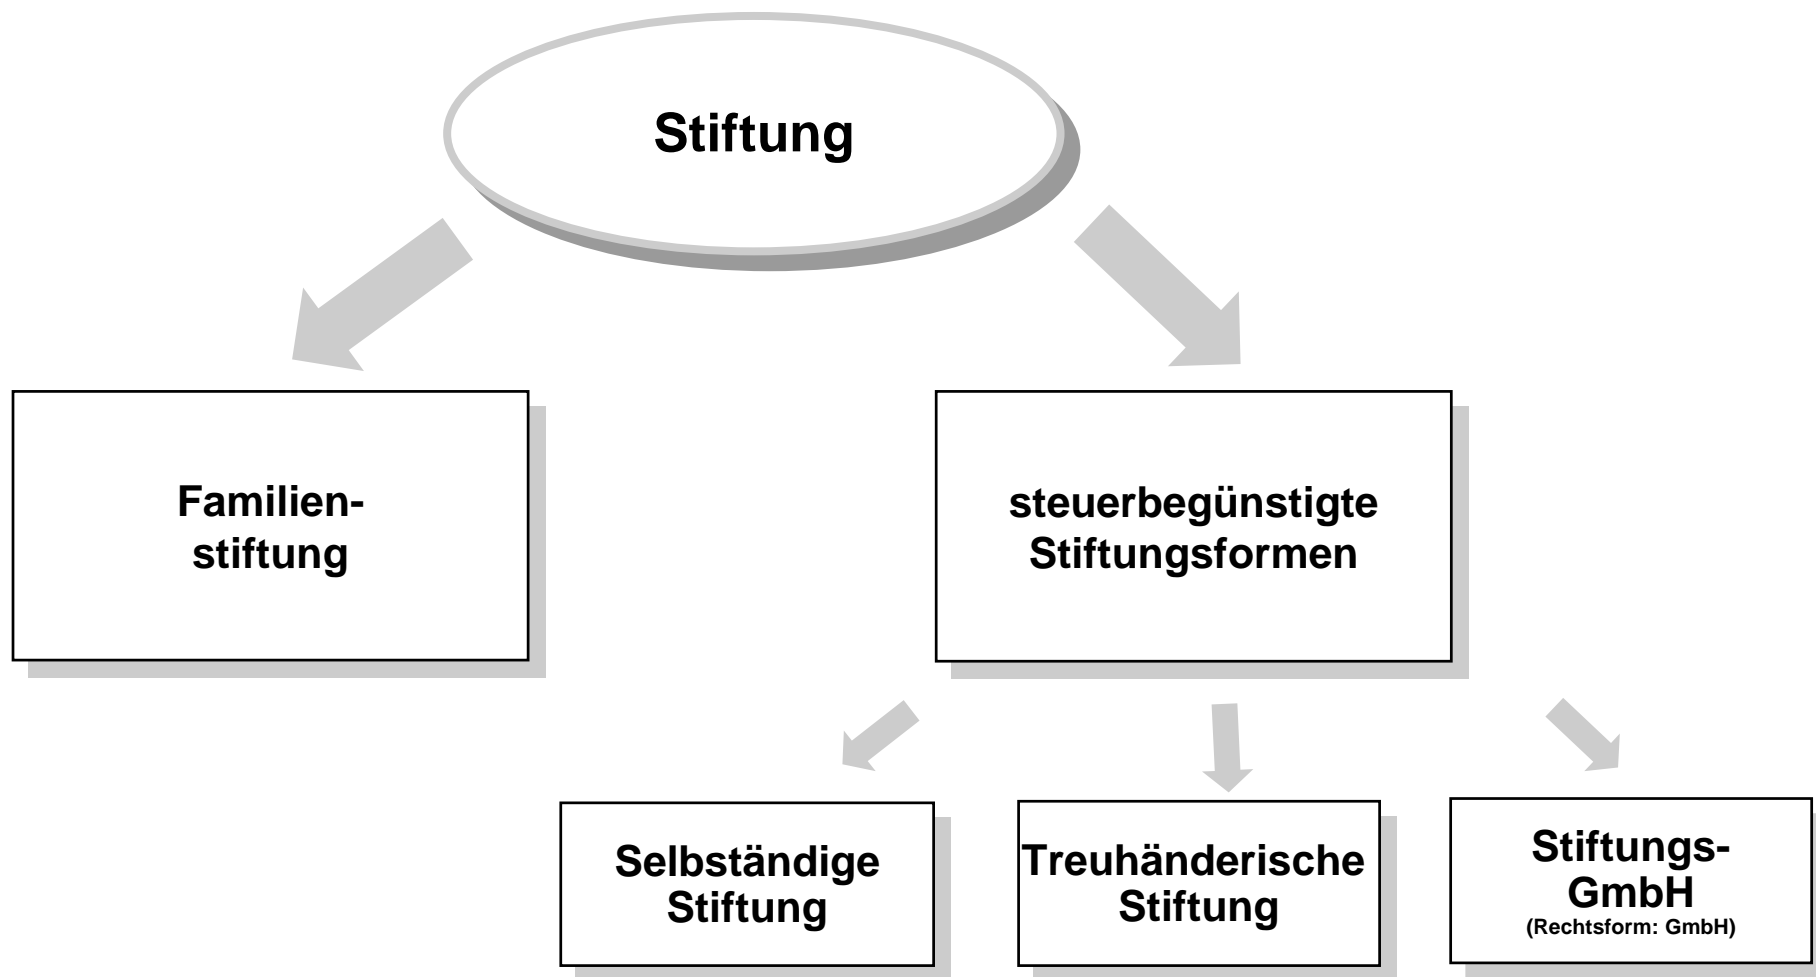 Stiftung
Familien-
stiftung
steuerbegünstigte
Stiftungsformen
Selbständige
Stiftung
Treuhänderische
Stiftung
Stiftungs-
GmbH
(Rechtsform: GmbH)